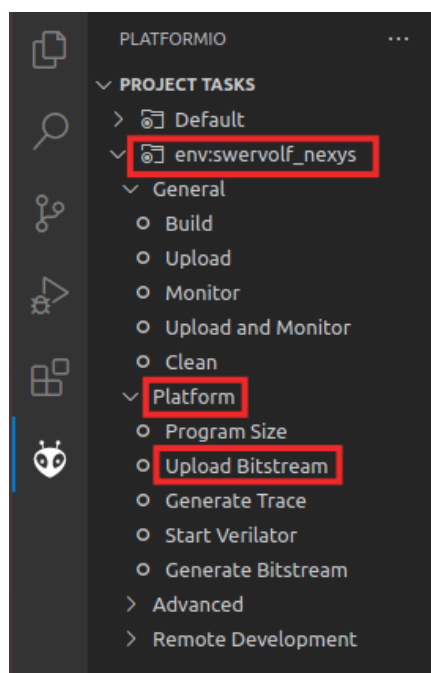 PLATFORMIO ...
PROJECT TASKS
Default
env:swervolf_nexys
General
Build
Upload
Monitor
Upload and Monitor
Clean
Platform
Program Size
Upload Bitstream
Generate Trace
Start Verilator
Generate Bitstream
Advanced
Remote Development